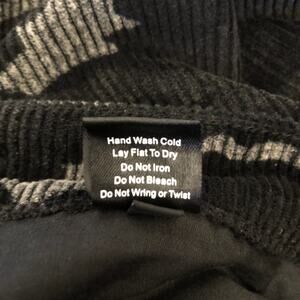 Hand Wash Cold
Lay Flat To Dry
Do Not Iron
Do Not Bleach
Do Not Wring or Twist